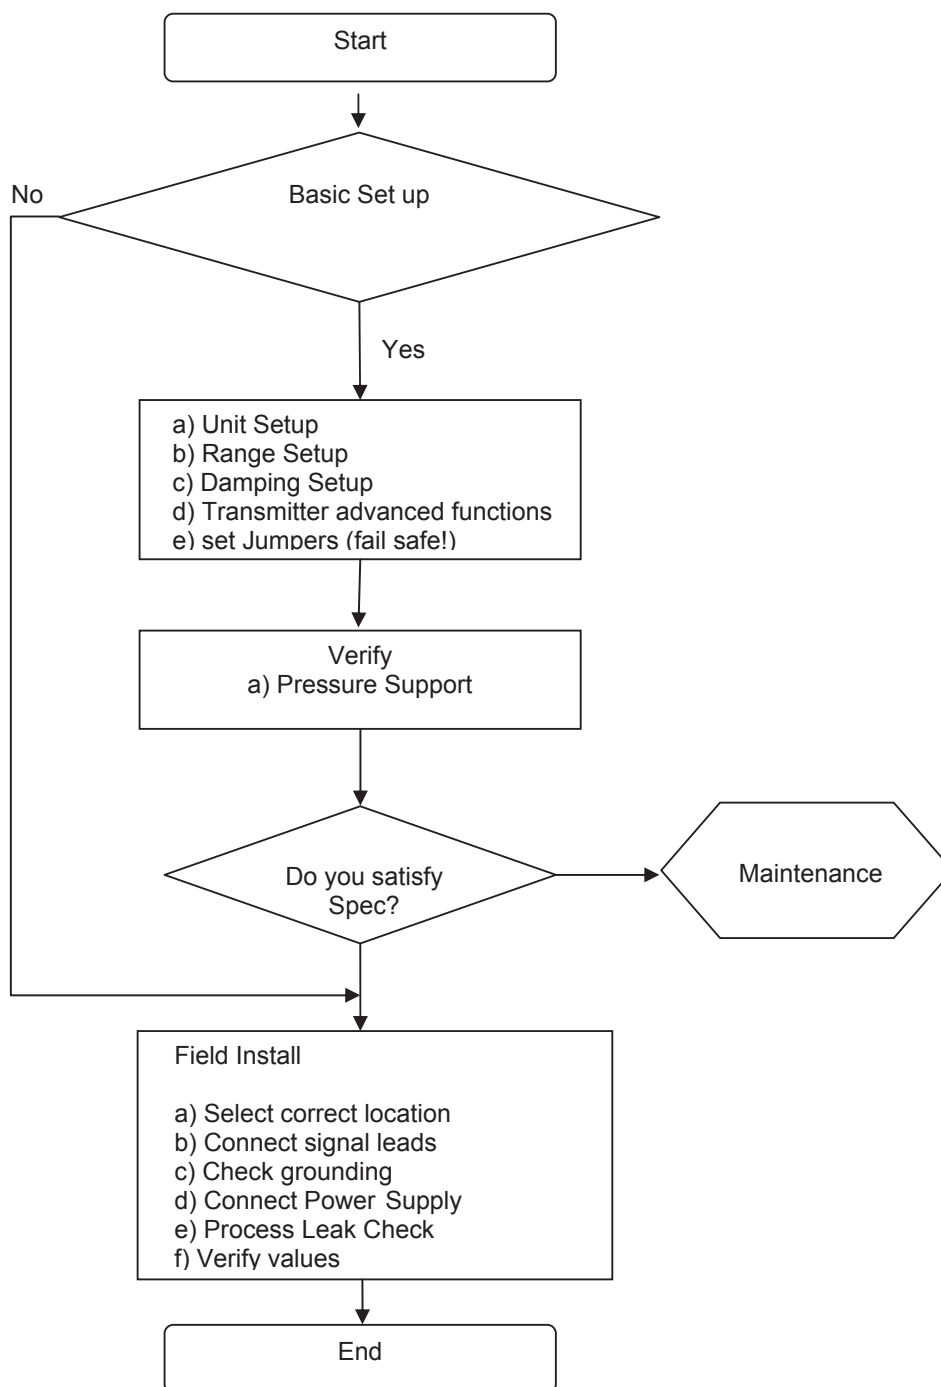 Start
Basic Set up
No
Yes
a) Unit Setup
b) Range Setup
c) Damping Setup
d) Transmitter advanced functions
e) set Jumpers (fail safe!)
Verify
a) Pressure Support
Do you satisfy
Spec?
Maintenance
Field Install
a) Select correct location
b) Connect signal leads
c) Check grounding
d) Connect Power Supply
e) Process Leak Check
f) Verify values
End